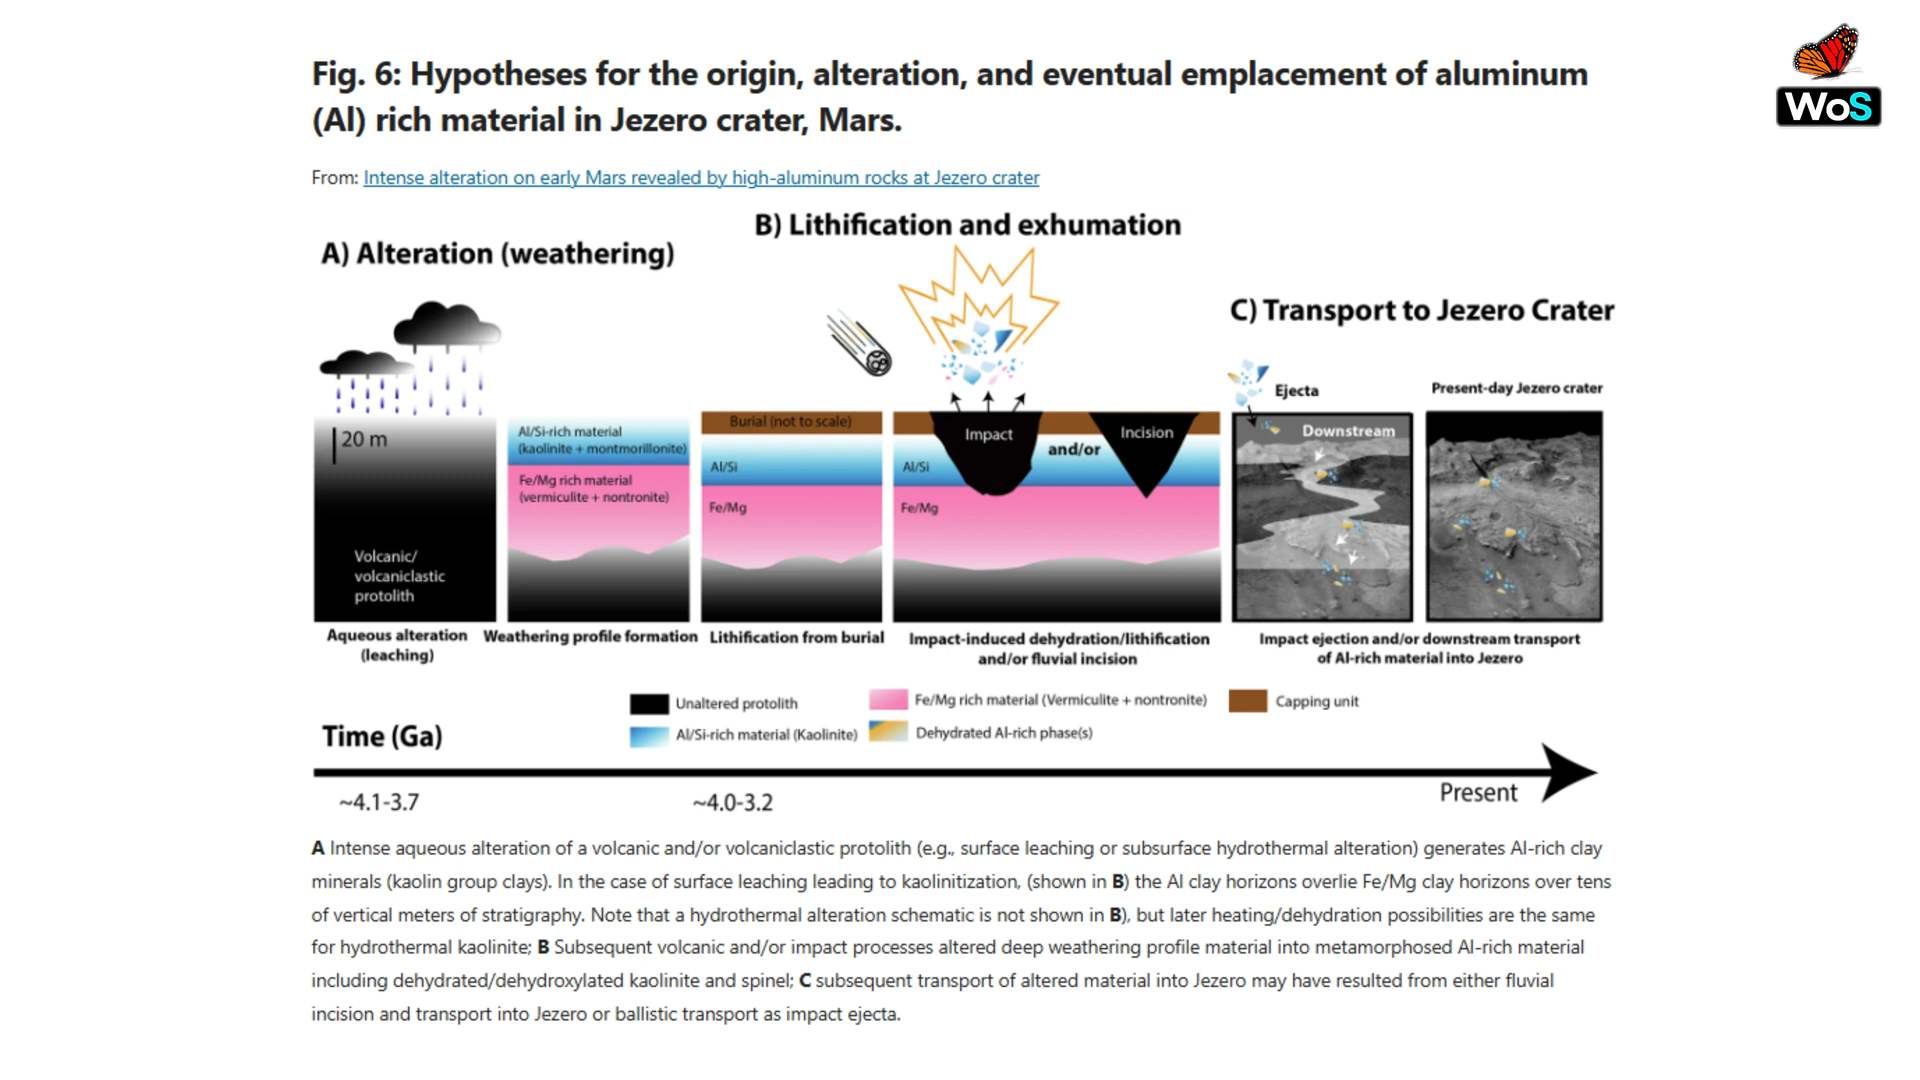 Fig. 6: Hypotheses for the origin, alteration, and eventual emplacement of aluminum
(Al) rich material in Jezero crater, Mars.
WoS
From: Intense alteration on early Mars revealed by high-aluminum rocks at Jezero crater
A) Alteration (weathering)
B) Lithification and exhumation
C) Transport to Jezero Crater
20 m
Volcanic/
volcaniclastic
protolith
Aqueous alteration
(leaching)
Al/Si-rich material
(kaolinite + montmorillonite)
Fe/Mg rich material
(vermiculite + nontronite)
Weathering profile formation
Burial (not to scale)
Al/Si
Fe/Mg
Lithification from burial
Impact
and/or
Incision
Al/Si
Fe/Mg
Impact-induced dehydration/lithification
and/or fluvial incision
Ejecta
Downstream
Present-day Jezero crater
Impact ejection and/or downstream transport
of Al-rich material into Jezero
Unaltered protolith
Fe/Mg rich material (Vermiculite + nontronite)
Capping unit
Al/Si-rich material (Kaolinite)
Dehydrated Al-rich phase(s)
Time (Ga)
~4.1-3.7
~4.0-3.2
Present
A Intense aqueous alteration of a volcanic and/or volcaniclastic protolith (e.g., surface leaching or subsurface hydrothermal alteration) generates Al-rich clay
minerals (kaolin group clays). In the case of surface leaching leading to kaolinitization, (shown in B) the Al clay horizons overlie Fe/Mg clay horizons over tens
of vertical meters of stratigraphy. Note that a hydrothermal alteration schematic is not shown in B), but later heating/dehydration possibilities are the same
for hydrothermal kaolinite; B Subsequent volcanic and/or impact processes altered deep weathering profile material into metamorphosed Al-rich material
including dehydrated/dehydroxylated kaolinite and spinel; C subsequent transport of altered material into Jezero may have resulted from either fluvial
incision and transport into Jezero or ballistic transport as impact ejecta.